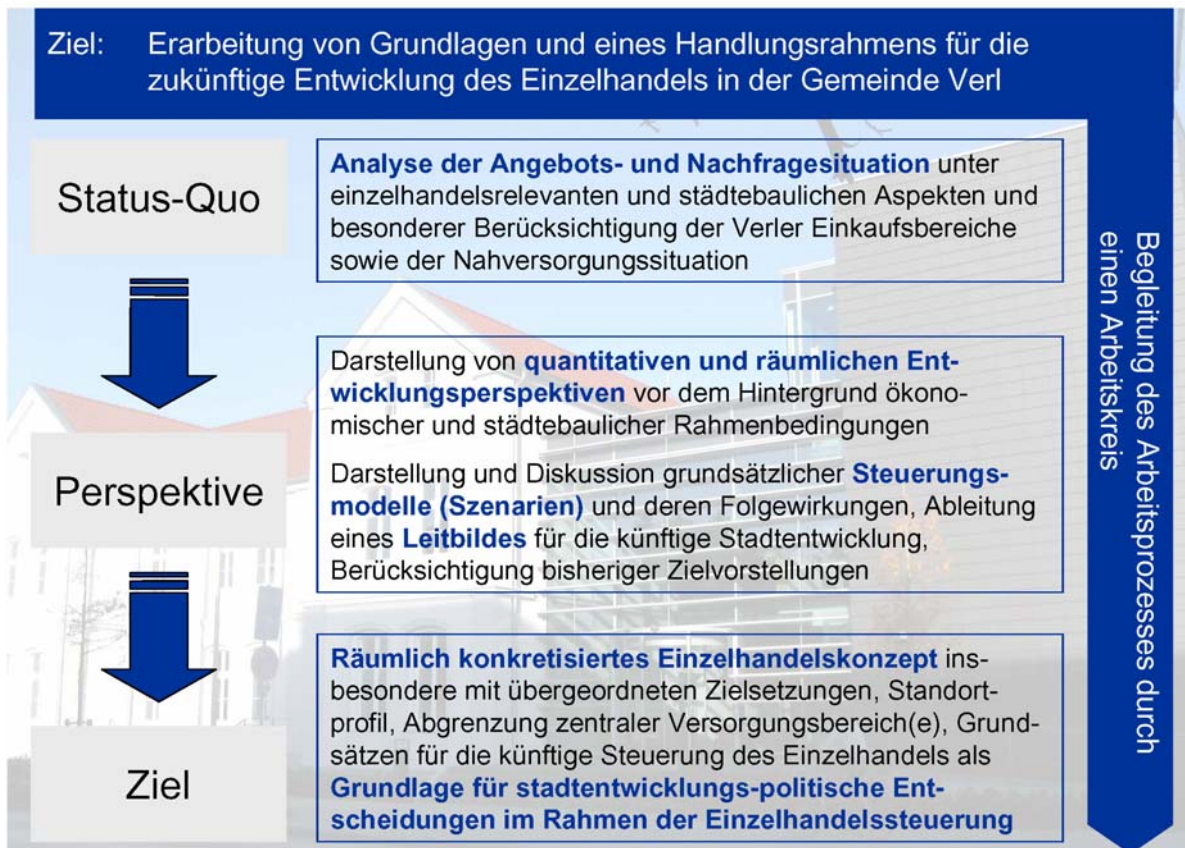 Ziel: Erarbeitung von Grundlagen und eines Handlungsrahmens für die
zukünftige Entwicklung des Einzelhandels in der Gemeinde Verl
Status-Quo
Analyse der Angebots- und Nachfragesituation unter
einzelhandelsrelevanten und städtebaulichen Aspekten und
besonderer Berücksichtigung der Verler Einkaufsbereiche
sowie der Nahversorgungssituation
Perspektive
Darstellung von quantitativen und räumlichen Ent-
wicklungsperspektiven vor dem Hintergrund ökono-
mischer und städtebaulicher Rahmenbedingungen
Darstellung und Diskussion grundsätzlicher Steuerungs-
modelle (Szenarien) und deren Folgewirkungen, Ableitung
eines Leitbildes für die künftige Stadtentwicklung,
Berücksichtigung bisheriger Zielvorstellungen
Ziel
Räumlich konkretisiertes Einzelhandelskonzept ins-
besondere mit übergeordneten Zielsetzungen, Standort-
profil, Abgrenzung zentraler Versorgungsbereich(e), Grund-
sätzen für die künftige Steuerung des Einzelhandels als
Grundlage für stadtentwicklungs-politische Ent-
scheidungen im Rahmen der Einzelhandelssteuerung
Begleitung des Arbeitsprozesses durch
einen Arbeitskreis